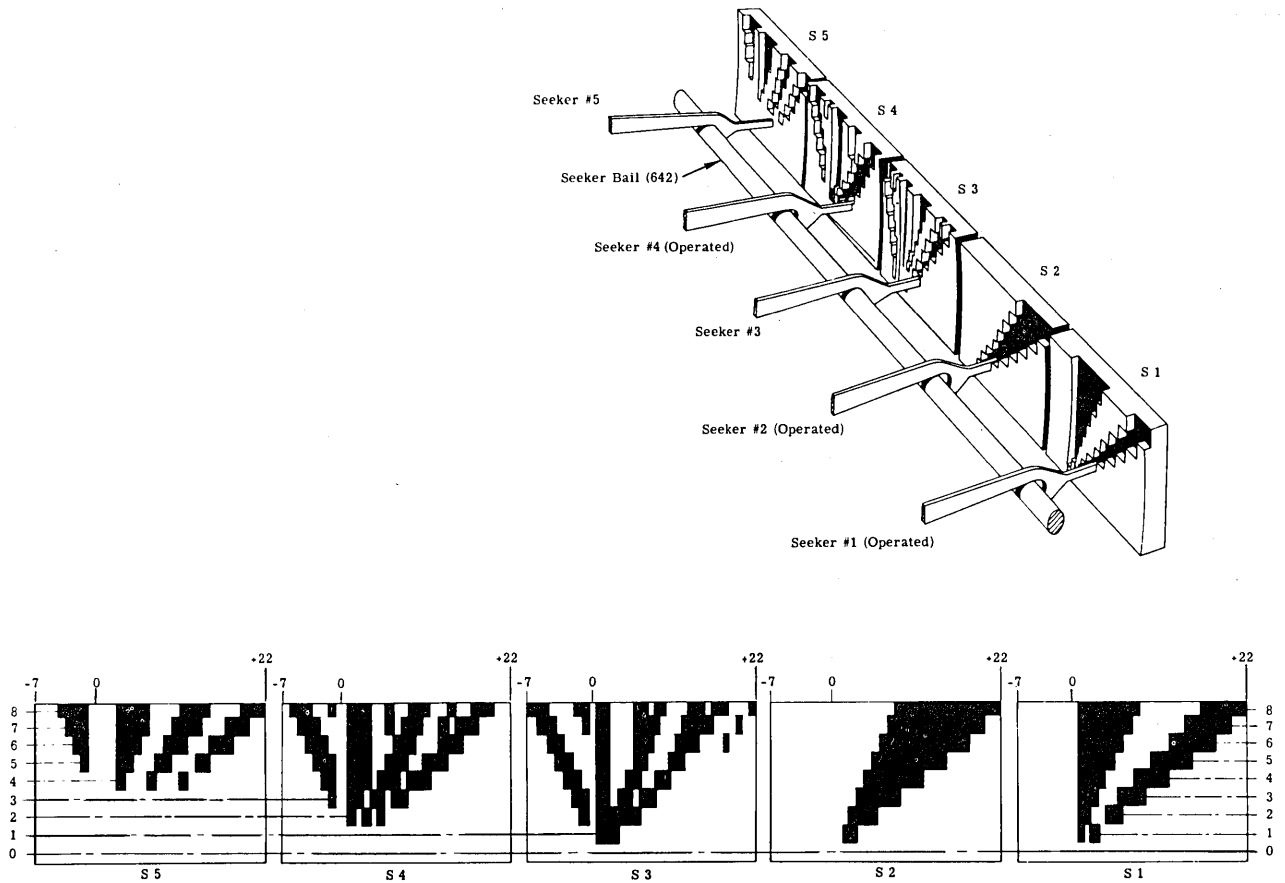 S 5
Seeker #5
S 4
Seeker Bail (642)
S 3
Seeker #4 (Operated)
S 2
Seeker #3
S 1
Seeker #2 (Operated)
Seeker #1 (Operated)
+22 +22 +22 +22 +22
-7 0 -7 0 -7 0 -7 0 -7 0
8 8
7 7
6 6
5 5
4 4
3 3
2 2
1 1
0 0
S 5 S 4 S 3 S 2 S 1